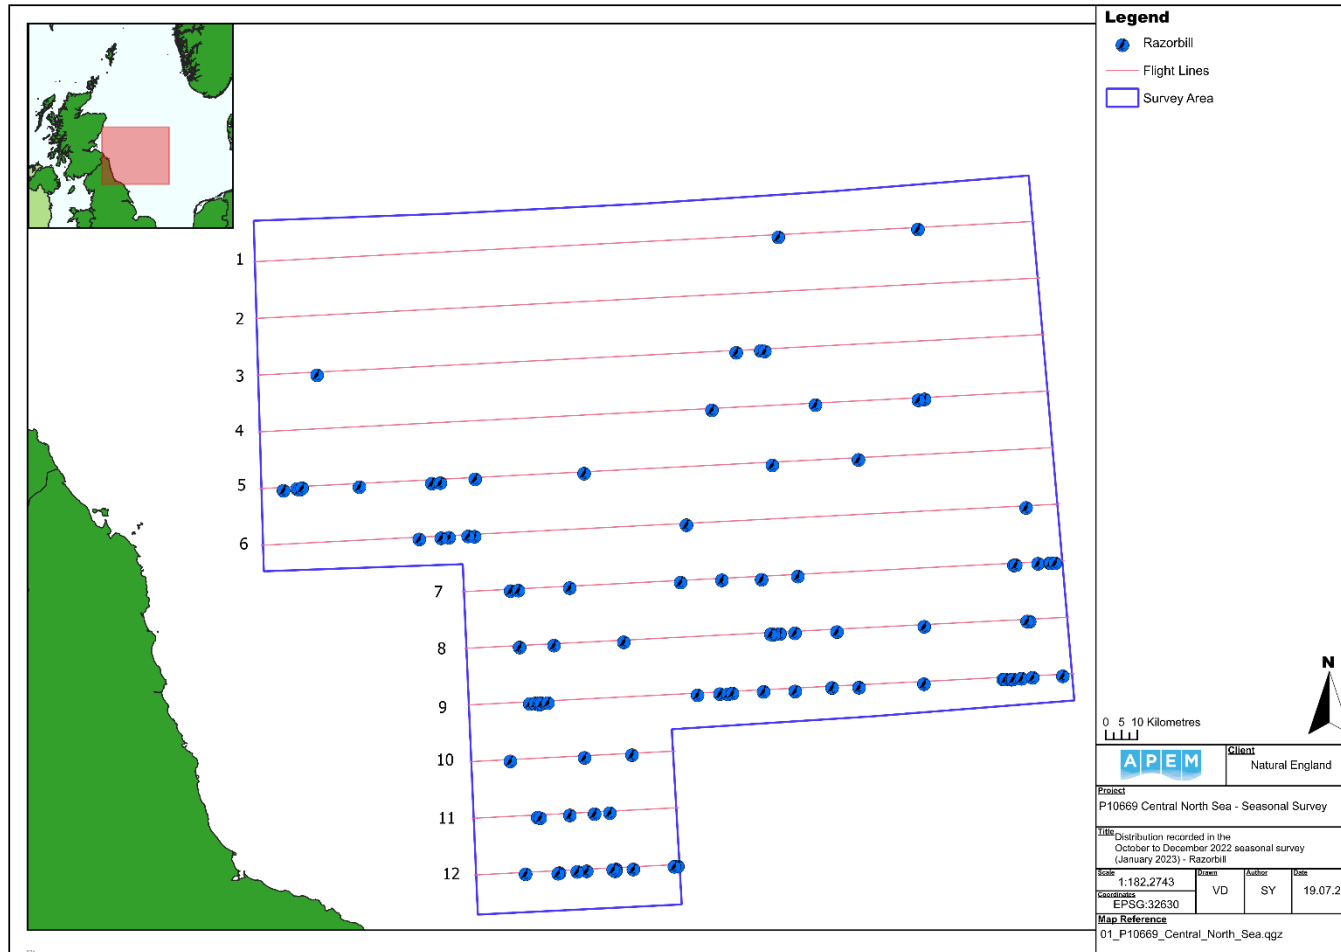 Legend
Razorbill
Flight Lines
Survey Area
1
2
3
4
5
6
7
8
9
10
11
12
N
0 5 10 Kilometres
APEM
Client
Natural England
Project
P10669 Central North Sea - Seasonal Survey
Title
Distribution recorded in the
October to December 2022 seasonal survey
(January 2023) - Razorbill
Scale
1:182,2743
Drawn
VD
Author
SY
Date
19.07.2
Coordinates
EPSG:32630
Map Reference
01_P10669_Central_North_Sea.qgz